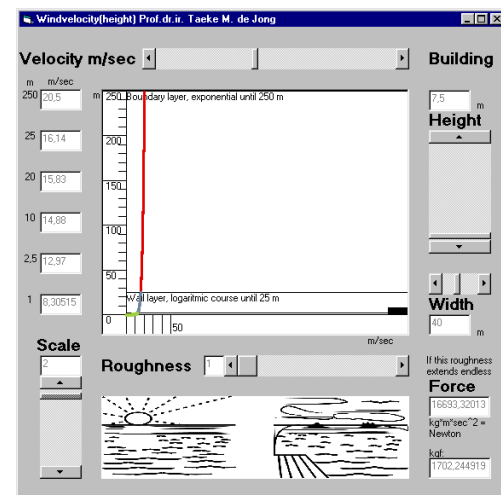 Windvelocity(height) Prof.dr.ir. Taeke M. de Jong
Velocity m/sec
Building
m m/sec
250 20,5
25 16,14
20 15,83
10 14,88
2,5 12,97
1 8,30515
m 250 Boundary layer, exponential until 250 m
200
150
100
50
Wall layer, logaritmic course until 25 m
0
50
m/sec
7,5 m
Height
Width
40 m
Scale
2
Roughness 1
If this roughness
extends endless
Force
16693,32013
kg*m*sec^2 =
Newton
kgf:
1702,244919